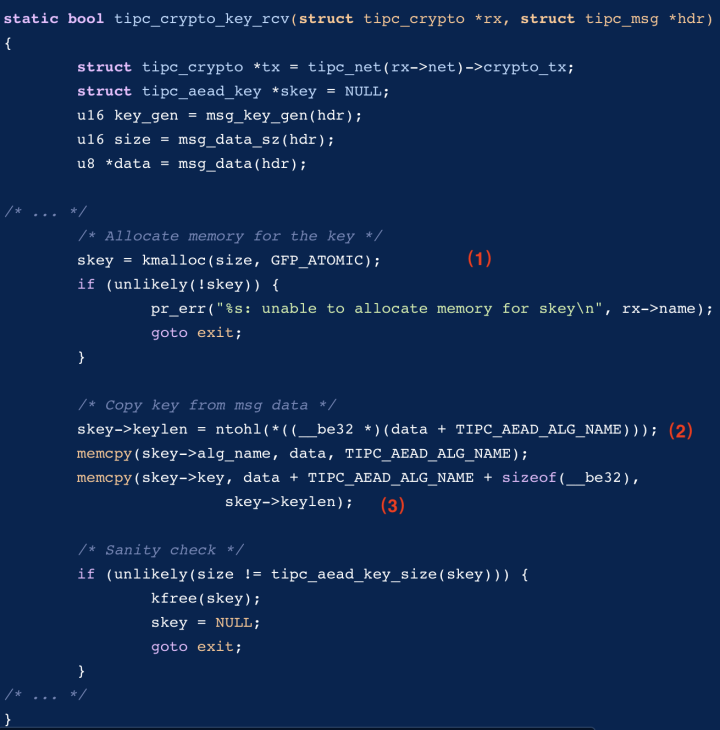 static bool tipc_crypto_key_rcv(struct tipc_crypto *rx, struct tipc_msg *hdr)
{
struct tipc_crypto *tx = tipc_net(rx->net)->crypto_tx;
struct tipc_aead_key *skey = NULL;
u16 key_gen = msg_key_gen(hdr);
u16 size = msg_data_sz(hdr);
u8 *data = msg_data(hdr);
/* ... */
/* Allocate memory for the key */
skey = kmalloc(size, GFP_ATOMIC); (1)
if (unlikely(!skey)) {
pr_err("%s: unable to allocate memory for skey\n", rx->name);
goto exit;
}
/* Copy key from msg data */
skey->keylen = ntohl(*((__be32 *)(data + TIPC_AEAD_ALG_NAME))); (2)
memcpy(skey->alg_name, data, TIPC_AEAD_ALG_NAME);
memcpy(skey->key, data + TIPC_AEAD_ALG_NAME + sizeof(__be32),
skey->keylen); (3)
/* Sanity check */
if (unlikely(size != tipc_aead_key_size(skey))) {
kfree(skey);
skey = NULL;
goto exit;
}
/* ... */
}